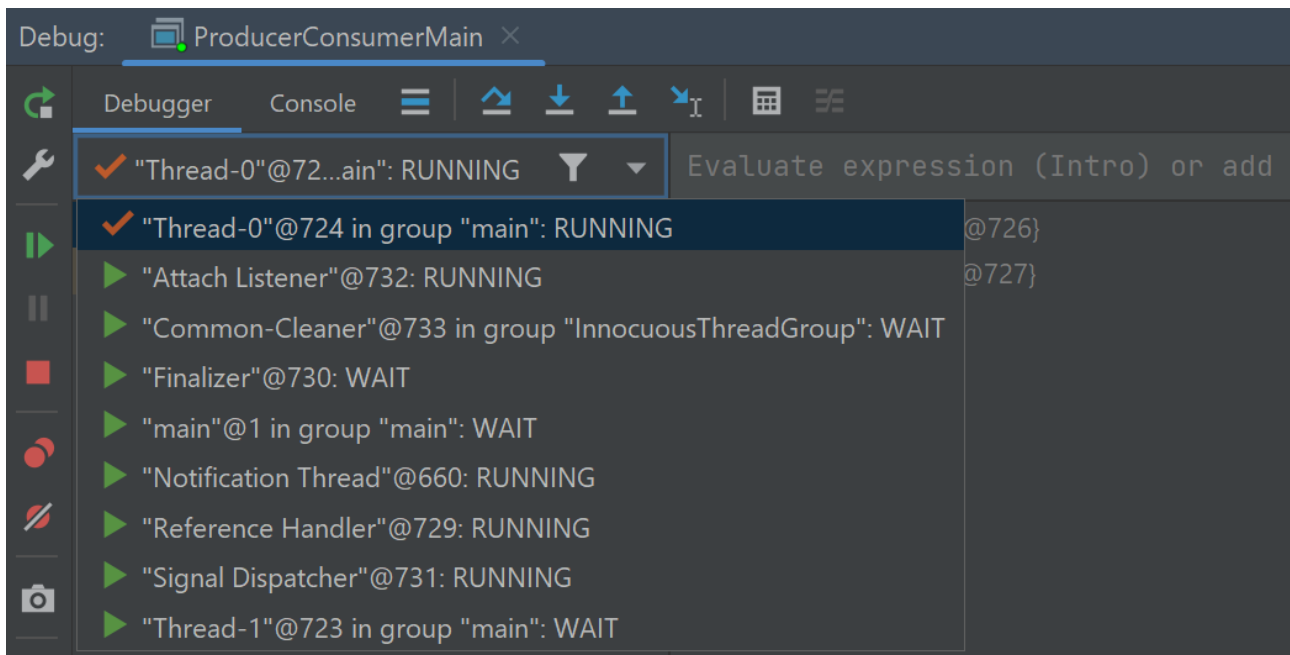 Debug: ProducerConsumerMain
Debugger Console
"Thread-0"@72...ain": RUNNING Evaluate expression (Intro) or add
"Thread-0"@724 in group "main": RUNNING @726}
"Attach Listener"@732: RUNNING @727}
"Common-Cleaner"@733 in group "InnocuousThreadGroup": WAIT
"Finalizer"@730: WAIT
"main"@1 in group "main": WAIT
"Notification Thread"@660: RUNNING
"Reference Handler"@729: RUNNING
"Signal Dispatcher"@731: RUNNING
"Thread-1"@723 in group "main": WAIT